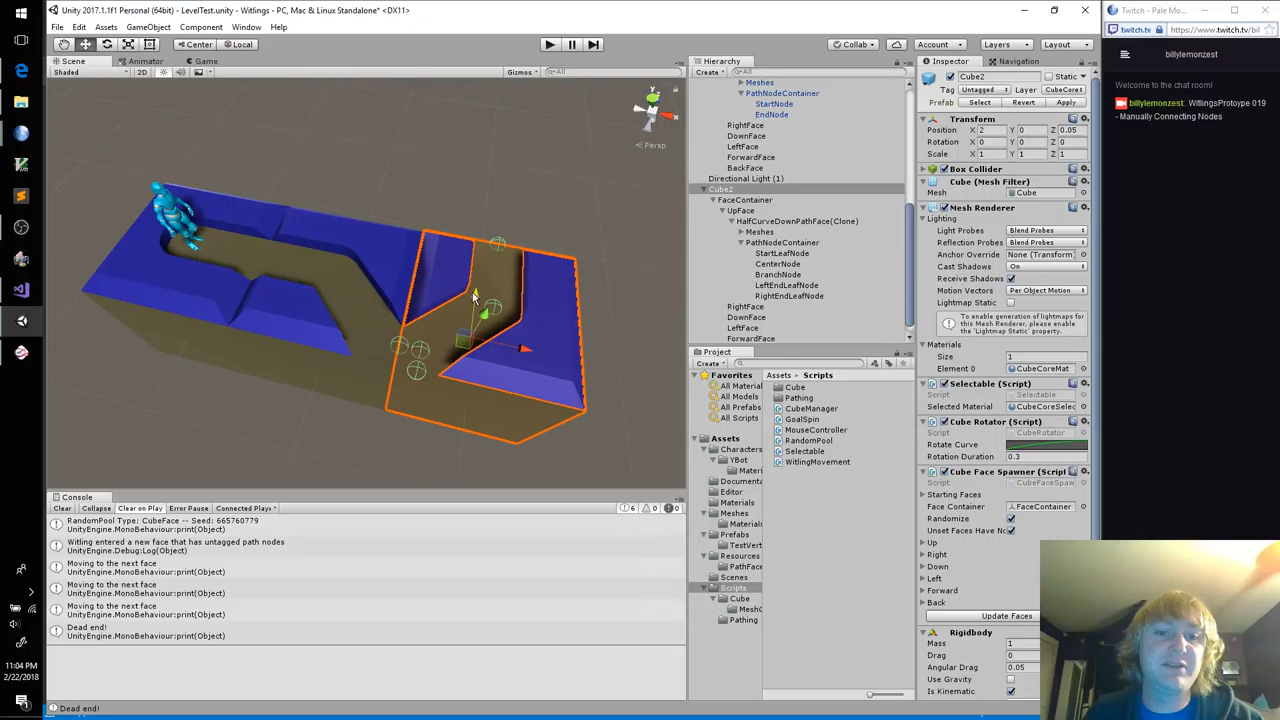 Unity 2017.1.1f1 Personal (64bit) - LevelTest.unity - Witlings - PC, Mac & Linux Standalone* <DX11>
File Edit Assets GameObject Component Window Help
Center Local
Collab Account Layers Layout
Scene Animator Game
Shaded 2D Gizmos All
Y
X
Persp
Hierarchy
Create All
Meshes
PathNodeContainer
StartNode
EndNode
RightFace
DownFace
LeftFace
ForwardFace
BackFace
Directional Light (1)
Cube2
FaceContainer
UpFace
HalfCurveDownPathFace(Clone)
Meshes
PathNodeContainer
StartLeafNode
CenterNode
BranchNode
LeftEndLeafNode
RightEndLeafNode
RightFace
DownFace
LeftFace
ForwardFace
Project
Create
Favorites
All Material
All Models
All Prefabs
All Scripts
Assets
Characters
YBot
Materi
Documenta
Editor
Materials
Meshes
Materials
Prefabs
TestVert
Resources
PathFace
Scenes
Scripts
Cube
MeshC
Pathing
Assets Scripts
Cube
Pathing
CubeManager
GoalSpin
MouseController
RandomPool
Selectable
WitlingMovement
Inspector Navigation
Cube2 Static
Tag Untagged Layer CubeCore
Prefab Select Revert Apply
Transform
Position X 2 Y 0 Z 0.05
Rotation X 0 Y 0 Z 0
Scale X 1 Y 1 Z 1
Box Collider
Cube (Mesh Filter)
Mesh Cube
Mesh Renderer
Lighting
Light Probes Blend Probes
Reflection Probes Blend Probes
Anchor Override None (Transform)
Cast Shadows On
Receive Shadows
Motion Vectors Per Object Motion
Lightmap Static
To enable generation of lightmaps for
this Mesh Renderer, please enable
the 'Lightmap Static' property.
Materials
Size 1
Element 0 CubeCoreMat
Selectable (Script)
Script Selectable
Selected Material CubeCoreSelec
Cube Rotator (Script)
Script CubeRotator
Rotate Curve
Rotation Duration 0.3
Cube Face Spawner (Script
Script CubeFaceSpaw
Starting Faces
Face Container FaceContainer
Randomize
Unset Faces Have No
Up
Right
Down
Left
Forward
Back
Update Faces
Rigidbody
Mass 1
Drag 0
Angular Drag 0.05
Use Gravity
Is Kinematic
Console
Clear Collapse Clear on Play Error Pause Connected Player 6 0 0
RandomPool Type: CubeFace -- Seed: 665760779
UnityEngine.MonoBehaviour:print(Object)
Witling entered a new face that has untagged path nodes
UnityEngine.Debug:Log(Object)
Moving to the next face
UnityEngine.MonoBehaviour:print(Object)
Moving to the next face
UnityEngine.MonoBehaviour:print(Object)
Moving to the next face
UnityEngine.MonoBehaviour:print(Object)
Dead end!
UnityEngine.MonoBehaviour:print(Object)
Dead end!
11:04 PM
2/22/2018
Twitch - Pale Mo...
twitch.tv https://www.twitch.tv/bil
billylemonzest
Welcome to the chat room!
billylemonzest: WitlingsProtoype 019
- Manually Connecting Nodes